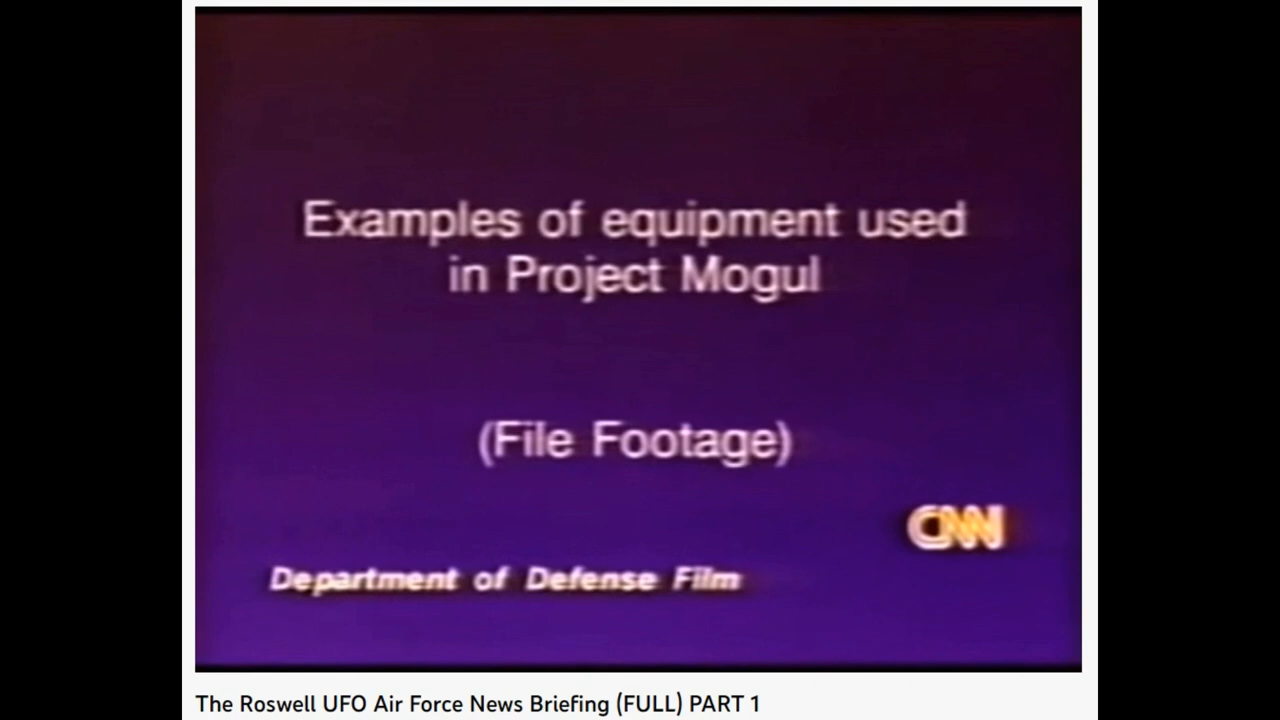 Examples of equipment used
in Project Mogul
(File Footage)
CNN
Department of Defense Film
The Roswell UFO Air Force News Briefing (FULL) PART 1